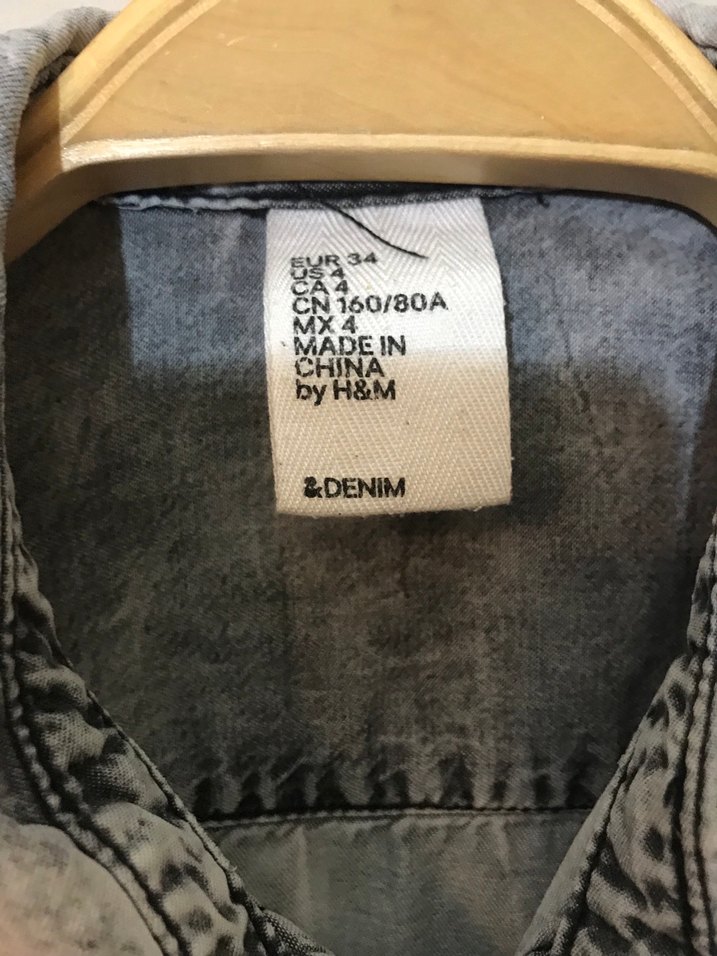 EUR 34
US 4
CA 4
CN 160/80A
MX 4
MADE IN
CHINA
by H&M
&DENIM